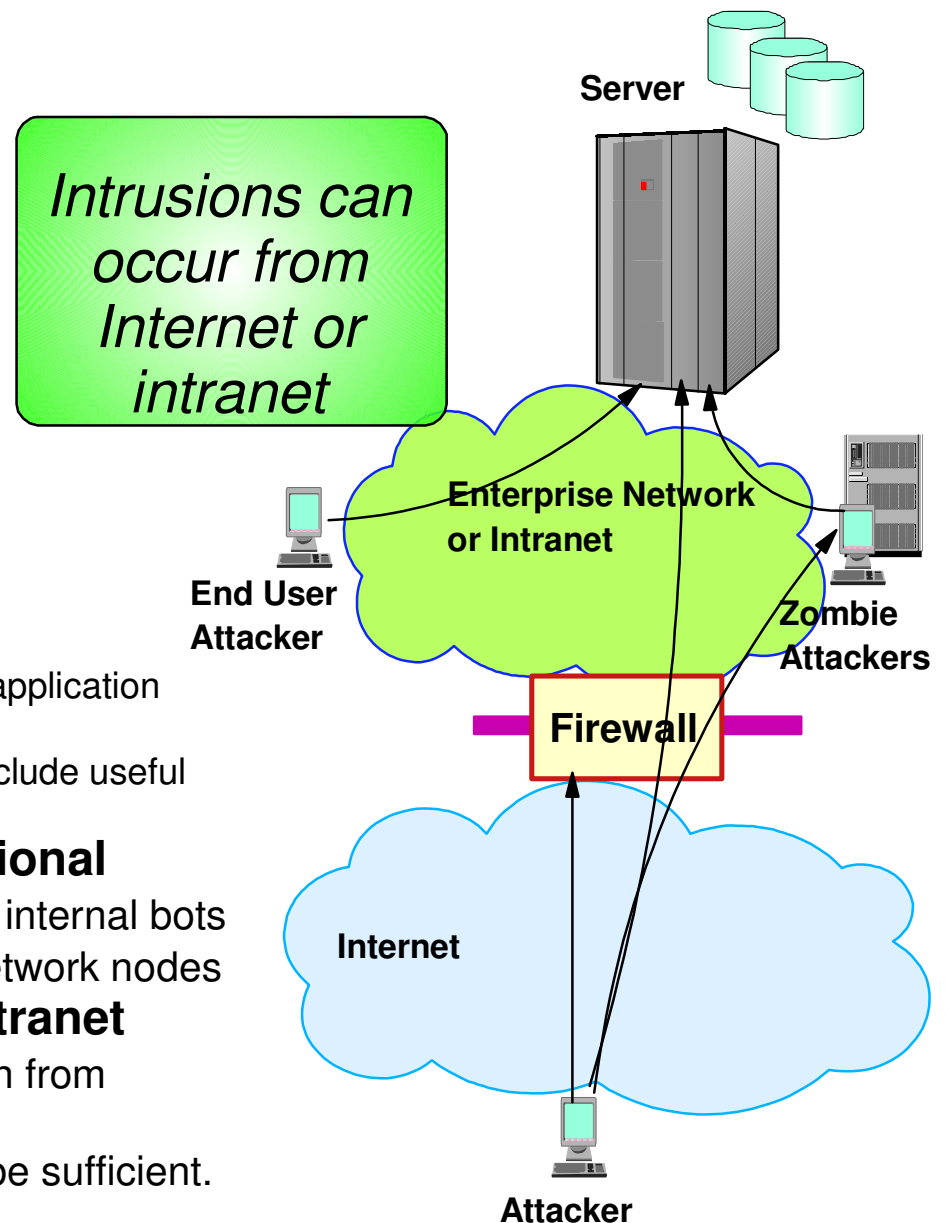 Server
Intrusions can
occur from
Internet or
intranet
Enterprise Network
or Intranet
End User
Attacker
Zombie
Attackers
application
Firewall
clude useful
ional
internal bots
etwork nodes
Internet
tranet
n from
be sufficient.
Attacker